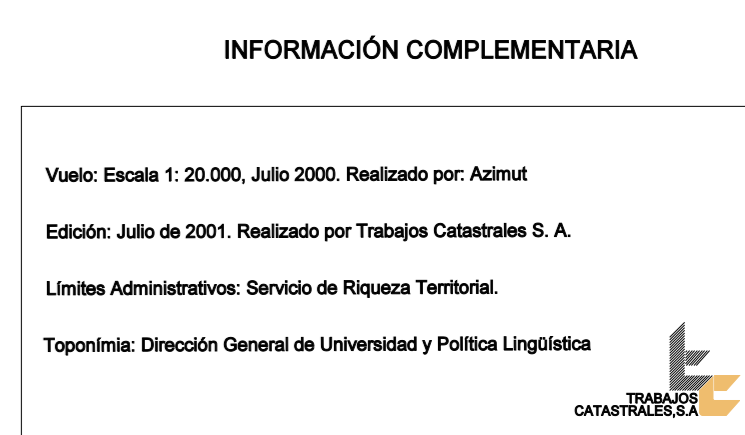 INFORMACIÓN COMPLEMENTARIA
Vuelo: Escala 1: 20.000, Julio 2000. Realizado por: Azimut
Edición: Julio de 2001. Realizado por Trabajos Catastrales S. A.
Límites Administrativos: Servicio de Riqueza Territorial.
Toponímia: Dirección General de Universidad y Política Lingüística
TRABAJOS
CATASTRALES,S.A